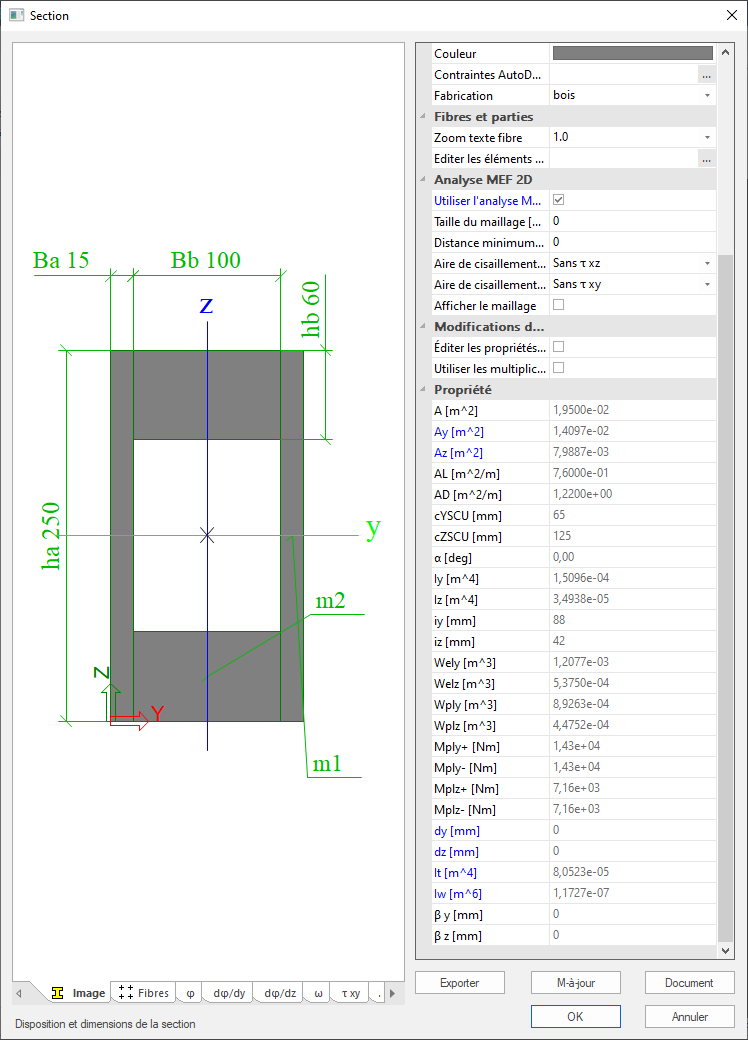 Section
Ba 15
Bb 100
hb 60
z
ha 250
y
m2
Z
Y
m1
Image
Fibres
φ
dφ/dy
dφ/dz
ω
τ xy
.
Disposition et dimensions de la section
Couleur
Contraintes AutoD... ...
Fabrication bois
Fibres et parties
Zoom texte fibre 1.0
Editer les éléments ... ...
Analyse MEF 2D
Utiliser l'analyse M...
Taille du maillage [... 0
Distance minimum... 0
Aire de cisaillement... Sans τ xz
Aire de cisaillement... Sans τ xy
Afficher le maillage
Modifications d...
Éditer les propriétés...
Utiliser les multiplic...
Propriété
A [m^2] 1,9500e-02
Ay [m^2] 1,4097e-02
Az [m^2] 7,9887e-03
AL [m^2/m] 7,6000e-01
AD [m^2/m] 1,2200e+00
cYSCU [mm] 65
cZSCU [mm] 125
α [deg] 0,00
Iy [m^4] 1,5096e-04
Iz [m^4] 3,4938e-05
iy [mm] 88
iz [mm] 42
Wely [m^3] 1,2077e-03
Welz [m^3] 5,3750e-04
Wply [m^3] 8,9263e-04
Wplz [m^3] 4,4752e-04
Mply+ [Nm] 1,43e+04
Mply- [Nm] 1,43e+04
Mplz+ [Nm] 7,16e+03
Mplz- [Nm] 7,16e+03
dy [mm] 0
dz [mm] 0
It [m^4] 8,0523e-05
Iw [m^6] 1,1727e-07
β y [mm] 0
β z [mm] 0
Exporter
M-à-jour
Document
OK
Annuler